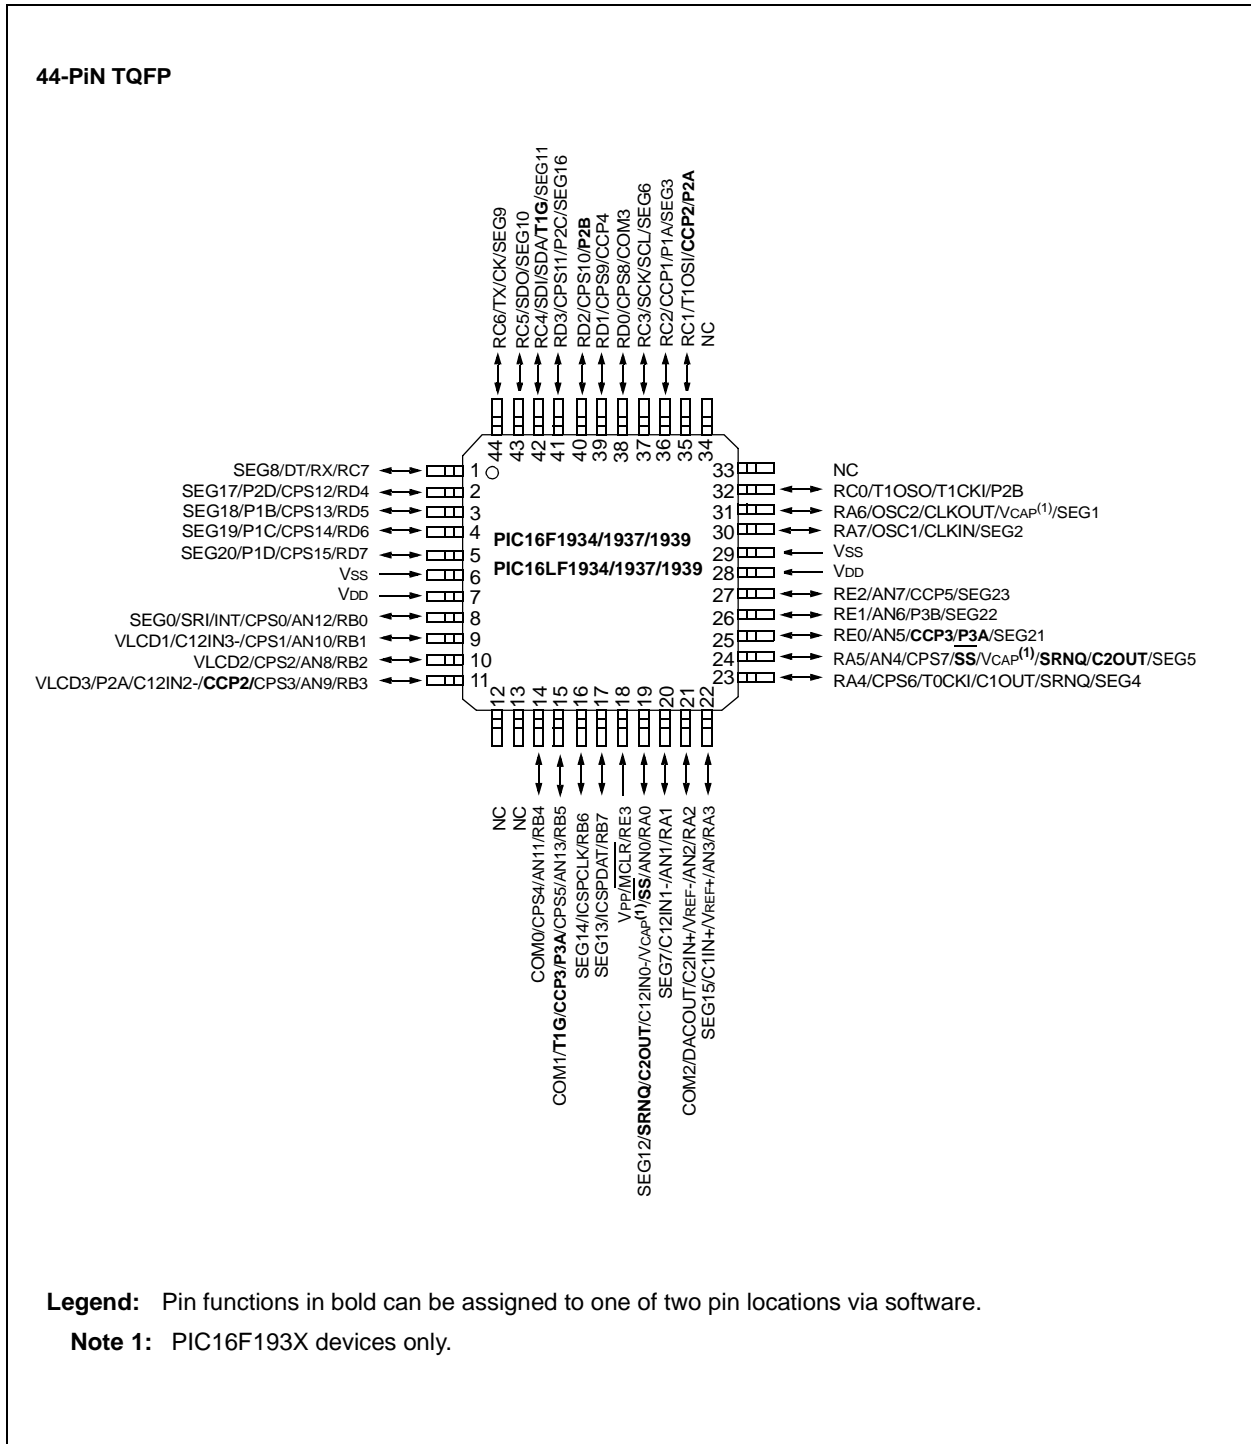 44-PiN TQFP
RC6/TX/CK/SEG9
RC5/SDO/SEG10
RC4/SDI/SDA/T1G/SEG11
RD3/CPS11/P2C/SEG16
RD2/CPS10/P2B
RD1/CPS9/CCP4
RD0/CPS8/COM3
RC3/SCK/SCL/SEG6
RC2/CCP1/P1A/SEG3
RC1/T1OSI/CCP2/P2A
NC
44
43
42
41
40
39
38
37
36
35
34
SEG8/DT/RX/RC7 1
SEG17/P2D/CPS12/RD4 2
SEG18/P1B/CPS13/RD5 3
SEG19/P1C/CPS14/RD6 4
SEG20/P1D/CPS15/RD7 5
VSS 6
VDD 7
SEG0/SRI/INT/CPS0/AN12/RB0 8
VLCD1/C12IN3-/CPS1/AN10/RB1 9
VLCD2/CPS2/AN8/RB2 10
VLCD3/P2A/C12IN2-/CCP2/CPS3/AN9/RB3 11
PIC16F1934/1937/1939
PIC16LF1934/1937/1939
33 NC
32 RC0/T1OSO/T1CKI/P2B
31 RA6/OSC2/CLKOUT/VCAP(1)/SEG1
30 RA7/OSC1/CLKIN/SEG2
29 VSS
28 VDD
27 RE2/AN7/CCP5/SEG23
26 RE1/AN6/P3B/SEG22
25 RE0/AN5/CCP3/P3A/SEG21
24 RA5/AN4/CPS7/SS/VCAP(1)/SRNQ/C2OUT/SEG5
23 RA4/CPS6/T0CKI/C1OUT/SRNQ/SEG4
12
13
14
15
16
17
18
19
20
21
22
NC
NC
COM0/CPS4/AN11/RB4
COM1/T1G/CCP3/P3A/CPS5/AN13/RB5
SEG14/ICSPCLK/RB6
SEG13/ICSPDAT/RB7
VPP/MCLR/RE3
SEG12/SRNQ/C2OUT/C12IN0-/VCAP(1)/SS/AN0/RA0
SEG7/C12IN1-/AN1/RA1
COM2/DACOUT/C2IN+/VREF-/AN2/RA2
SEG15/C1IN+/VREF+/AN3/RA3
Legend: Pin functions in bold can be assigned to one of two pin locations via software.
Note 1: PIC16F193X devices only.